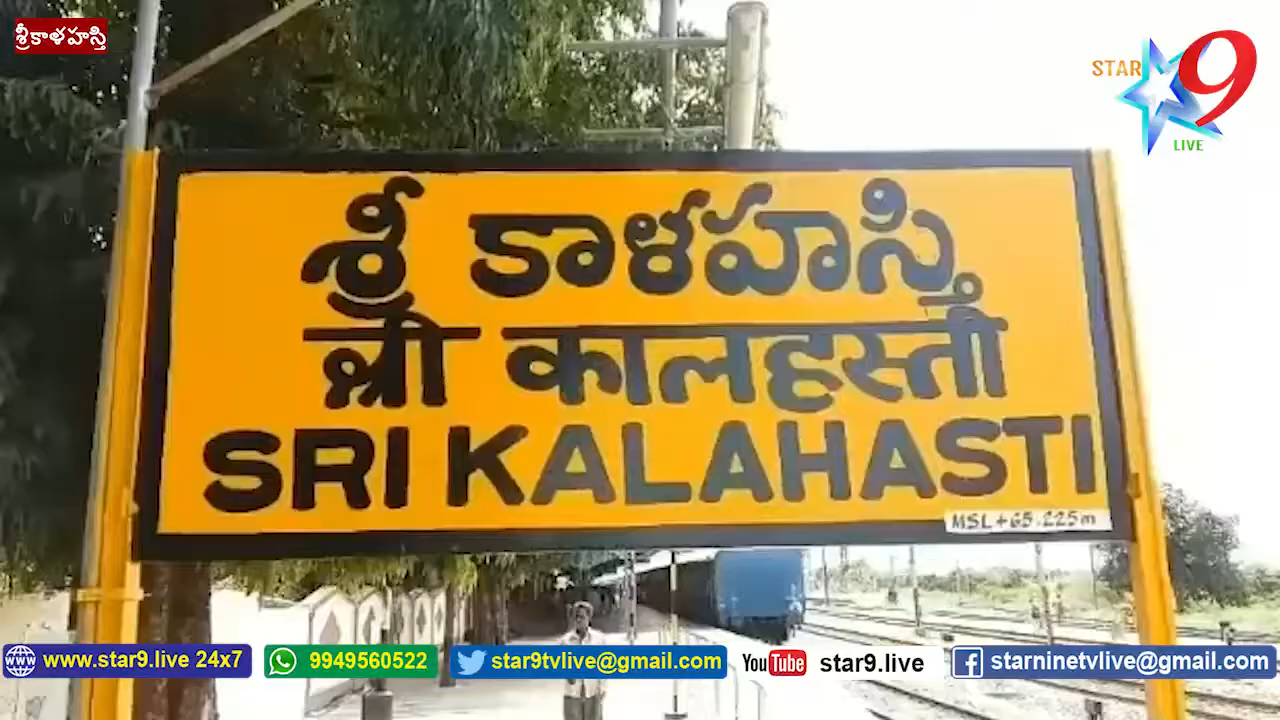 శ్రీకాళహస్తి
STAR 9
LIVE
శ్రీ కాళహస్తి
श्री कालहस्ती
SRI KALAHASTI
MSL+65.225m
www.star9.live 24x7
9949560522
star9tvlive@gmail.com
YouTube star9.live
f starninetvlive@gmail.com